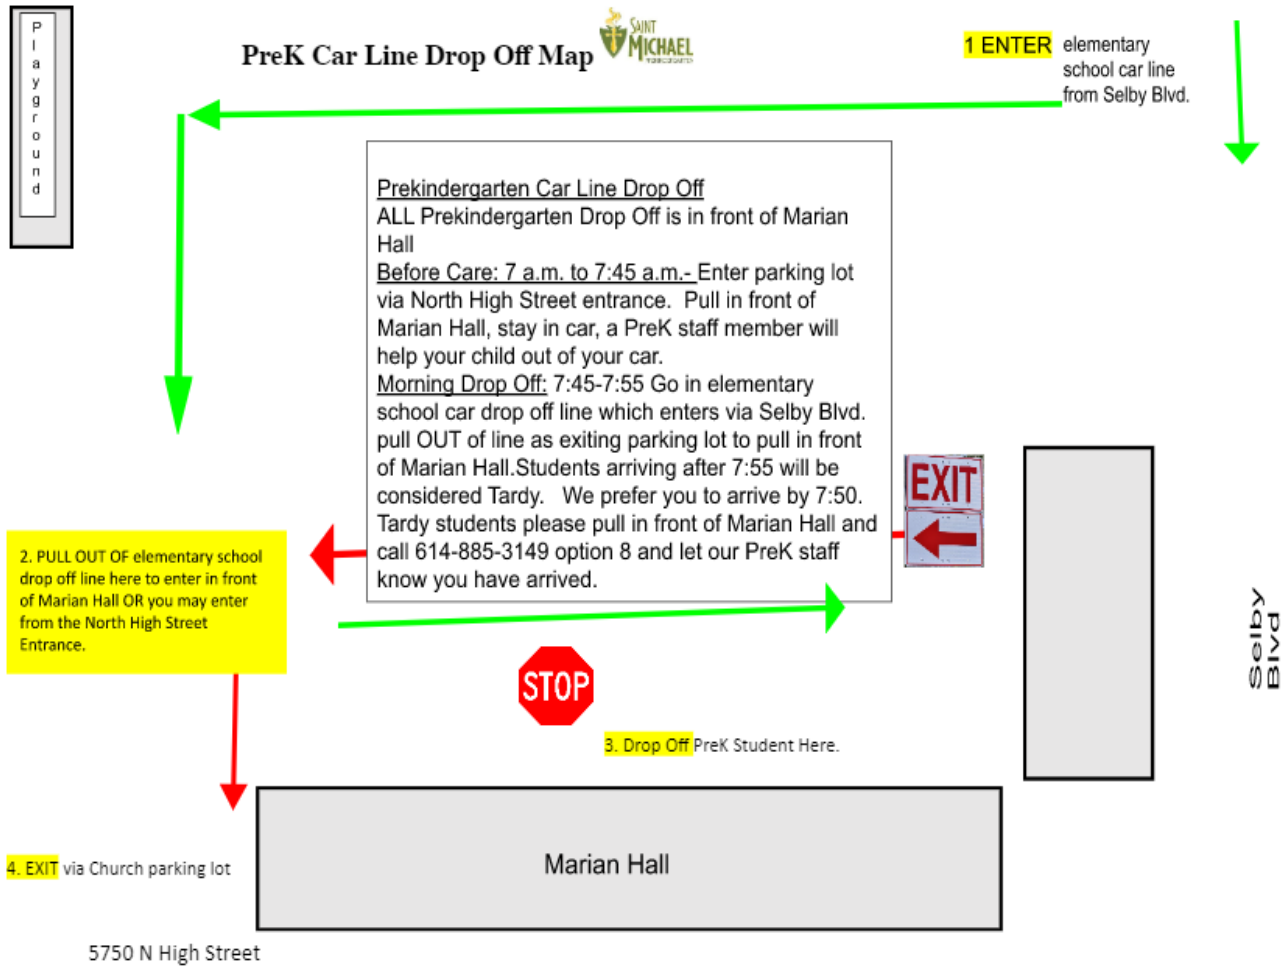 Playground
PreK Car Line Drop Off Map
SAINT
MICHAEL
1 ENTER elementary
school car line
from Selby Blvd.
Prekindergarten Car Line Drop Off
ALL Prekindergarten Drop Off is in front of Marian
Hall
Before Care: 7 a.m. to 7:45 a.m.- Enter parking lot
via North High Street entrance.  Pull in front of
Marian Hall, stay in car, a PreK staff member will
help your child out of your car.
Morning Drop Off: 7:45-7:55 Go in elementary
school car drop off line which enters via Selby Blvd.
pull OUT of line as exiting parking lot to pull in front
of Marian Hall.Students arriving after 7:55 will be
considered Tardy.   We prefer you to arrive by 7:50.
Tardy students please pull in front of Marian Hall and
call 614-885-3149 option 8 and let our PreK staff
know you have arrived.
EXIT
2. PULL OUT OF elementary school
drop off line here to enter in front
of Marian Hall OR you may enter
from the North High Street
Entrance.
STOP
Selby
Blvd
3. Drop Off PreK Student Here.
Marian Hall
4. EXIT via Church parking lot
5750 N High Street